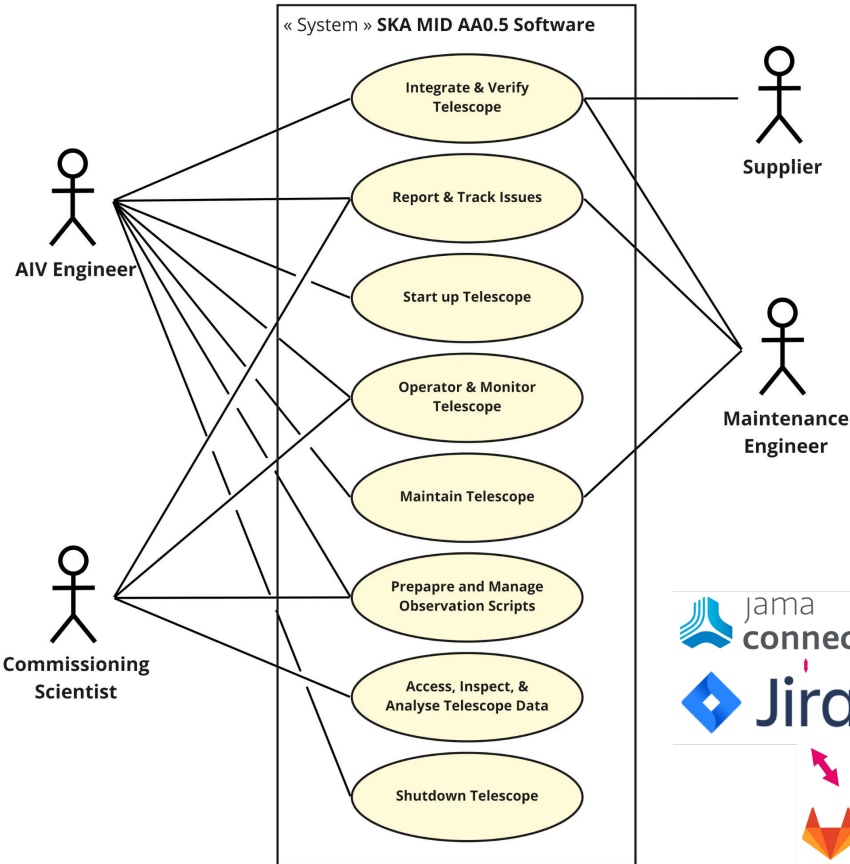 « System » SKA MID AA0.5 Software
Integrate & Verify
Telescope
Supplier
Report & Track Issues
AIV Engineer
Start up Telescope
Operator & Monitor
Telescope
Maintenance
Engineer
Maintain Telescope
Prepapre and Manage
Observation Scripts
Commissioning
Scientist
Access, Inspect, &
Analyse Telescope Data
Shutdown Telescope
jama
connec
Jira